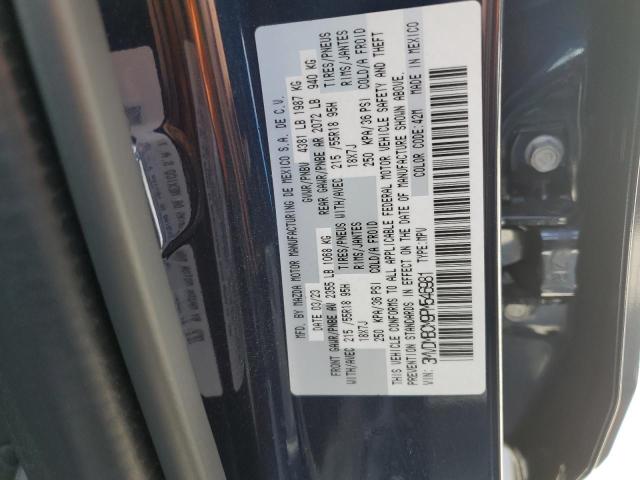 MFD. BY MAZDA MOTOR MANUFACTURING DE MEXICO S.A. DE C.V.
DATE: 03/23 GVWR/PNBV 4381 LB 1987 KG
FRONT GAWR/PNBE AV 2355 LB 1068 KG REAR GAWR/PNBE AR 2072 LB 940 KG
WITH/AVEC 215/55R18 95H TIRES/PNEUS WITH/AVEC 215/55R18 95H TIRES/PNEUS
18X7J RIMS/JANTES 18X7J RIMS/JANTES
250 KPA/36 PSI COLD/A FROID 250 KPA/36 PSI COLD/A FROID
THIS VEHICLE CONFORMS TO ALL APPLICABLE FEDERAL MOTOR VEHICLE SAFETY AND THEFT
PREVENTION STANDARDS IN EFFECT ON THE DATE OF MANUFACTURE SHOWN ABOVE.
TYPE:MPV COLOR CODE:42M MADE IN MEXICO
VIN: